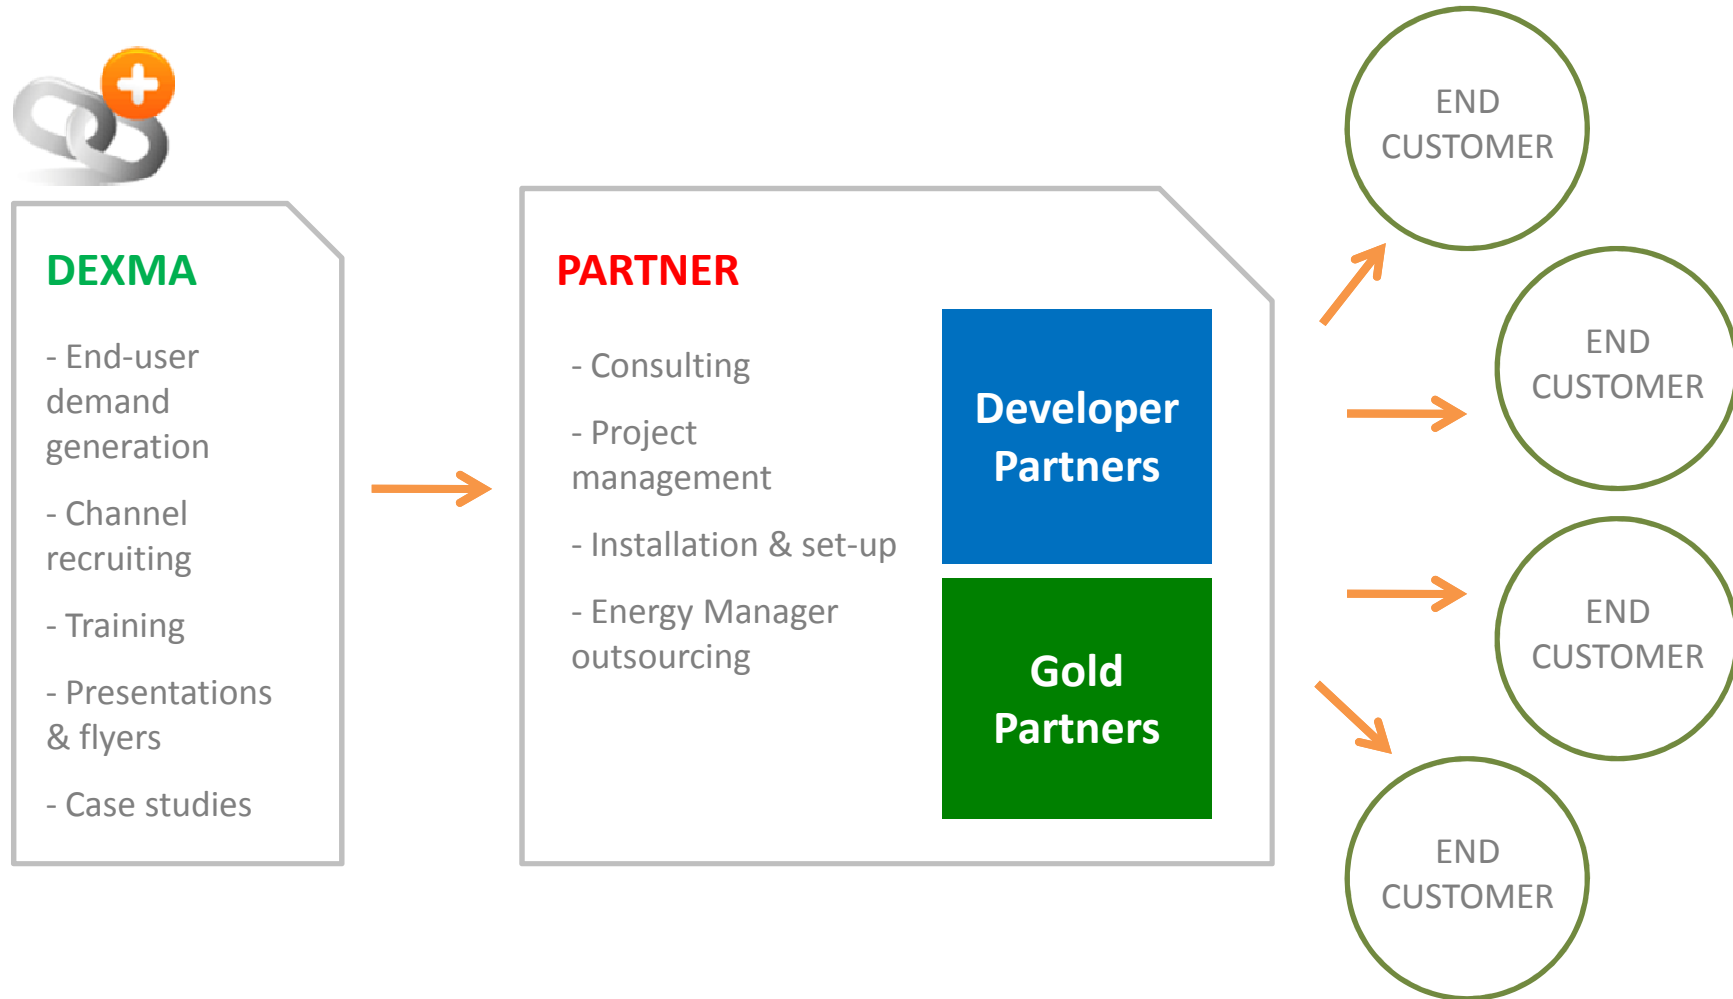 DEXMA
- End-user
demand
generation
- Channel
recruiting
- Training
- Presentations
& flyers
- Case studies
PARTNER
- Consulting
- Project
management
- Installation & set-up
- Energy Manager
outsourcing
Developer
Partners
Gold
Partners
END
CUSTOMER
END
CUSTOMER
END
CUSTOMER
END
CUSTOMER